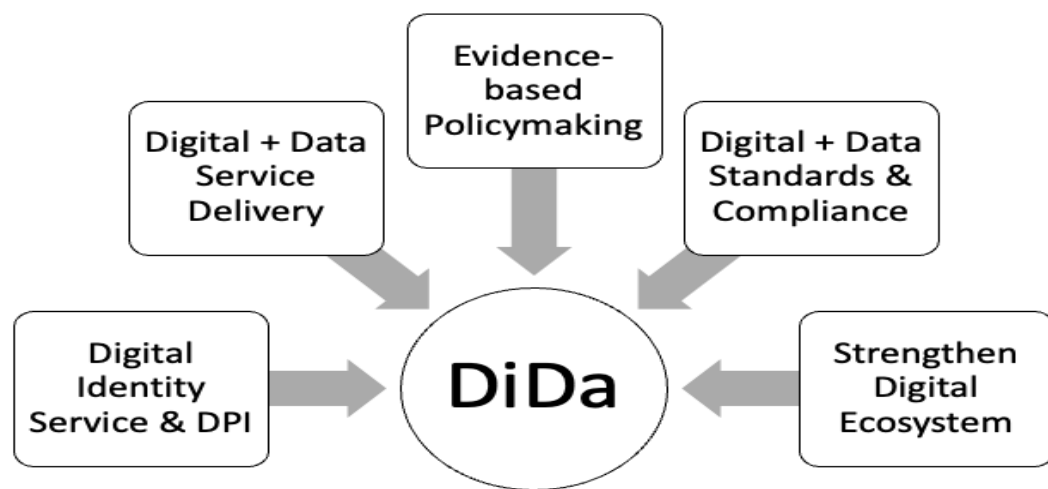 Evidence-
based
Policymaking
Digital + Data
Service
Delivery
Digital + Data
Standards &
Compliance
Digital
Identity
Service & DPI
DiDa
Strengthen
Digital
Ecosystem